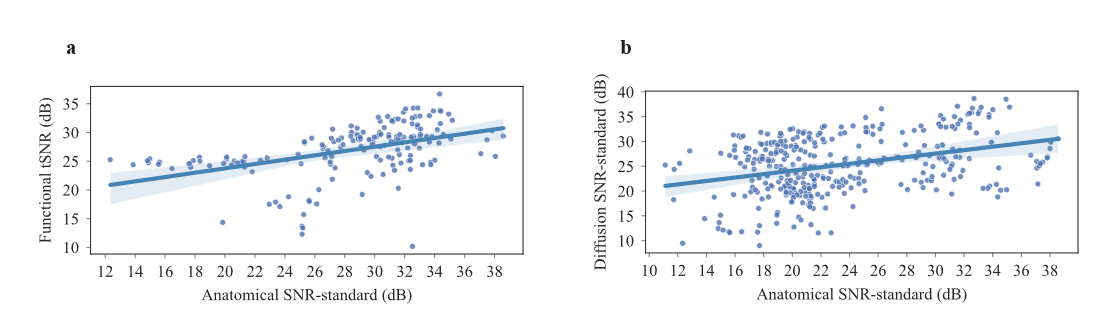 a
Functional tSNR (dB)
35
30
25
20
15
10
12 14 16 18 20 22 24 26 28 30 32 34 36 38
Anatomical SNR-standard (dB)
b
Diffusion SNR-standard (dB)
40
35
30
25
20
15
10
10 12 14 16 18 20 22 24 26 28 30 32 34 36 38
Anatomical SNR-standard (dB)